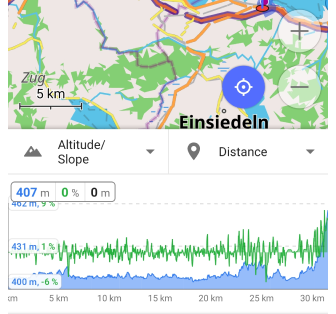 Zug
5 km
Einsiedeln
Altitude/
Slope
Distance
407 m 0 % 0 m
462 m, 9 %
431 m, 1 %
400 m, -6 %
km 5 km 10 km 15 km 20 km 25 km 30 km